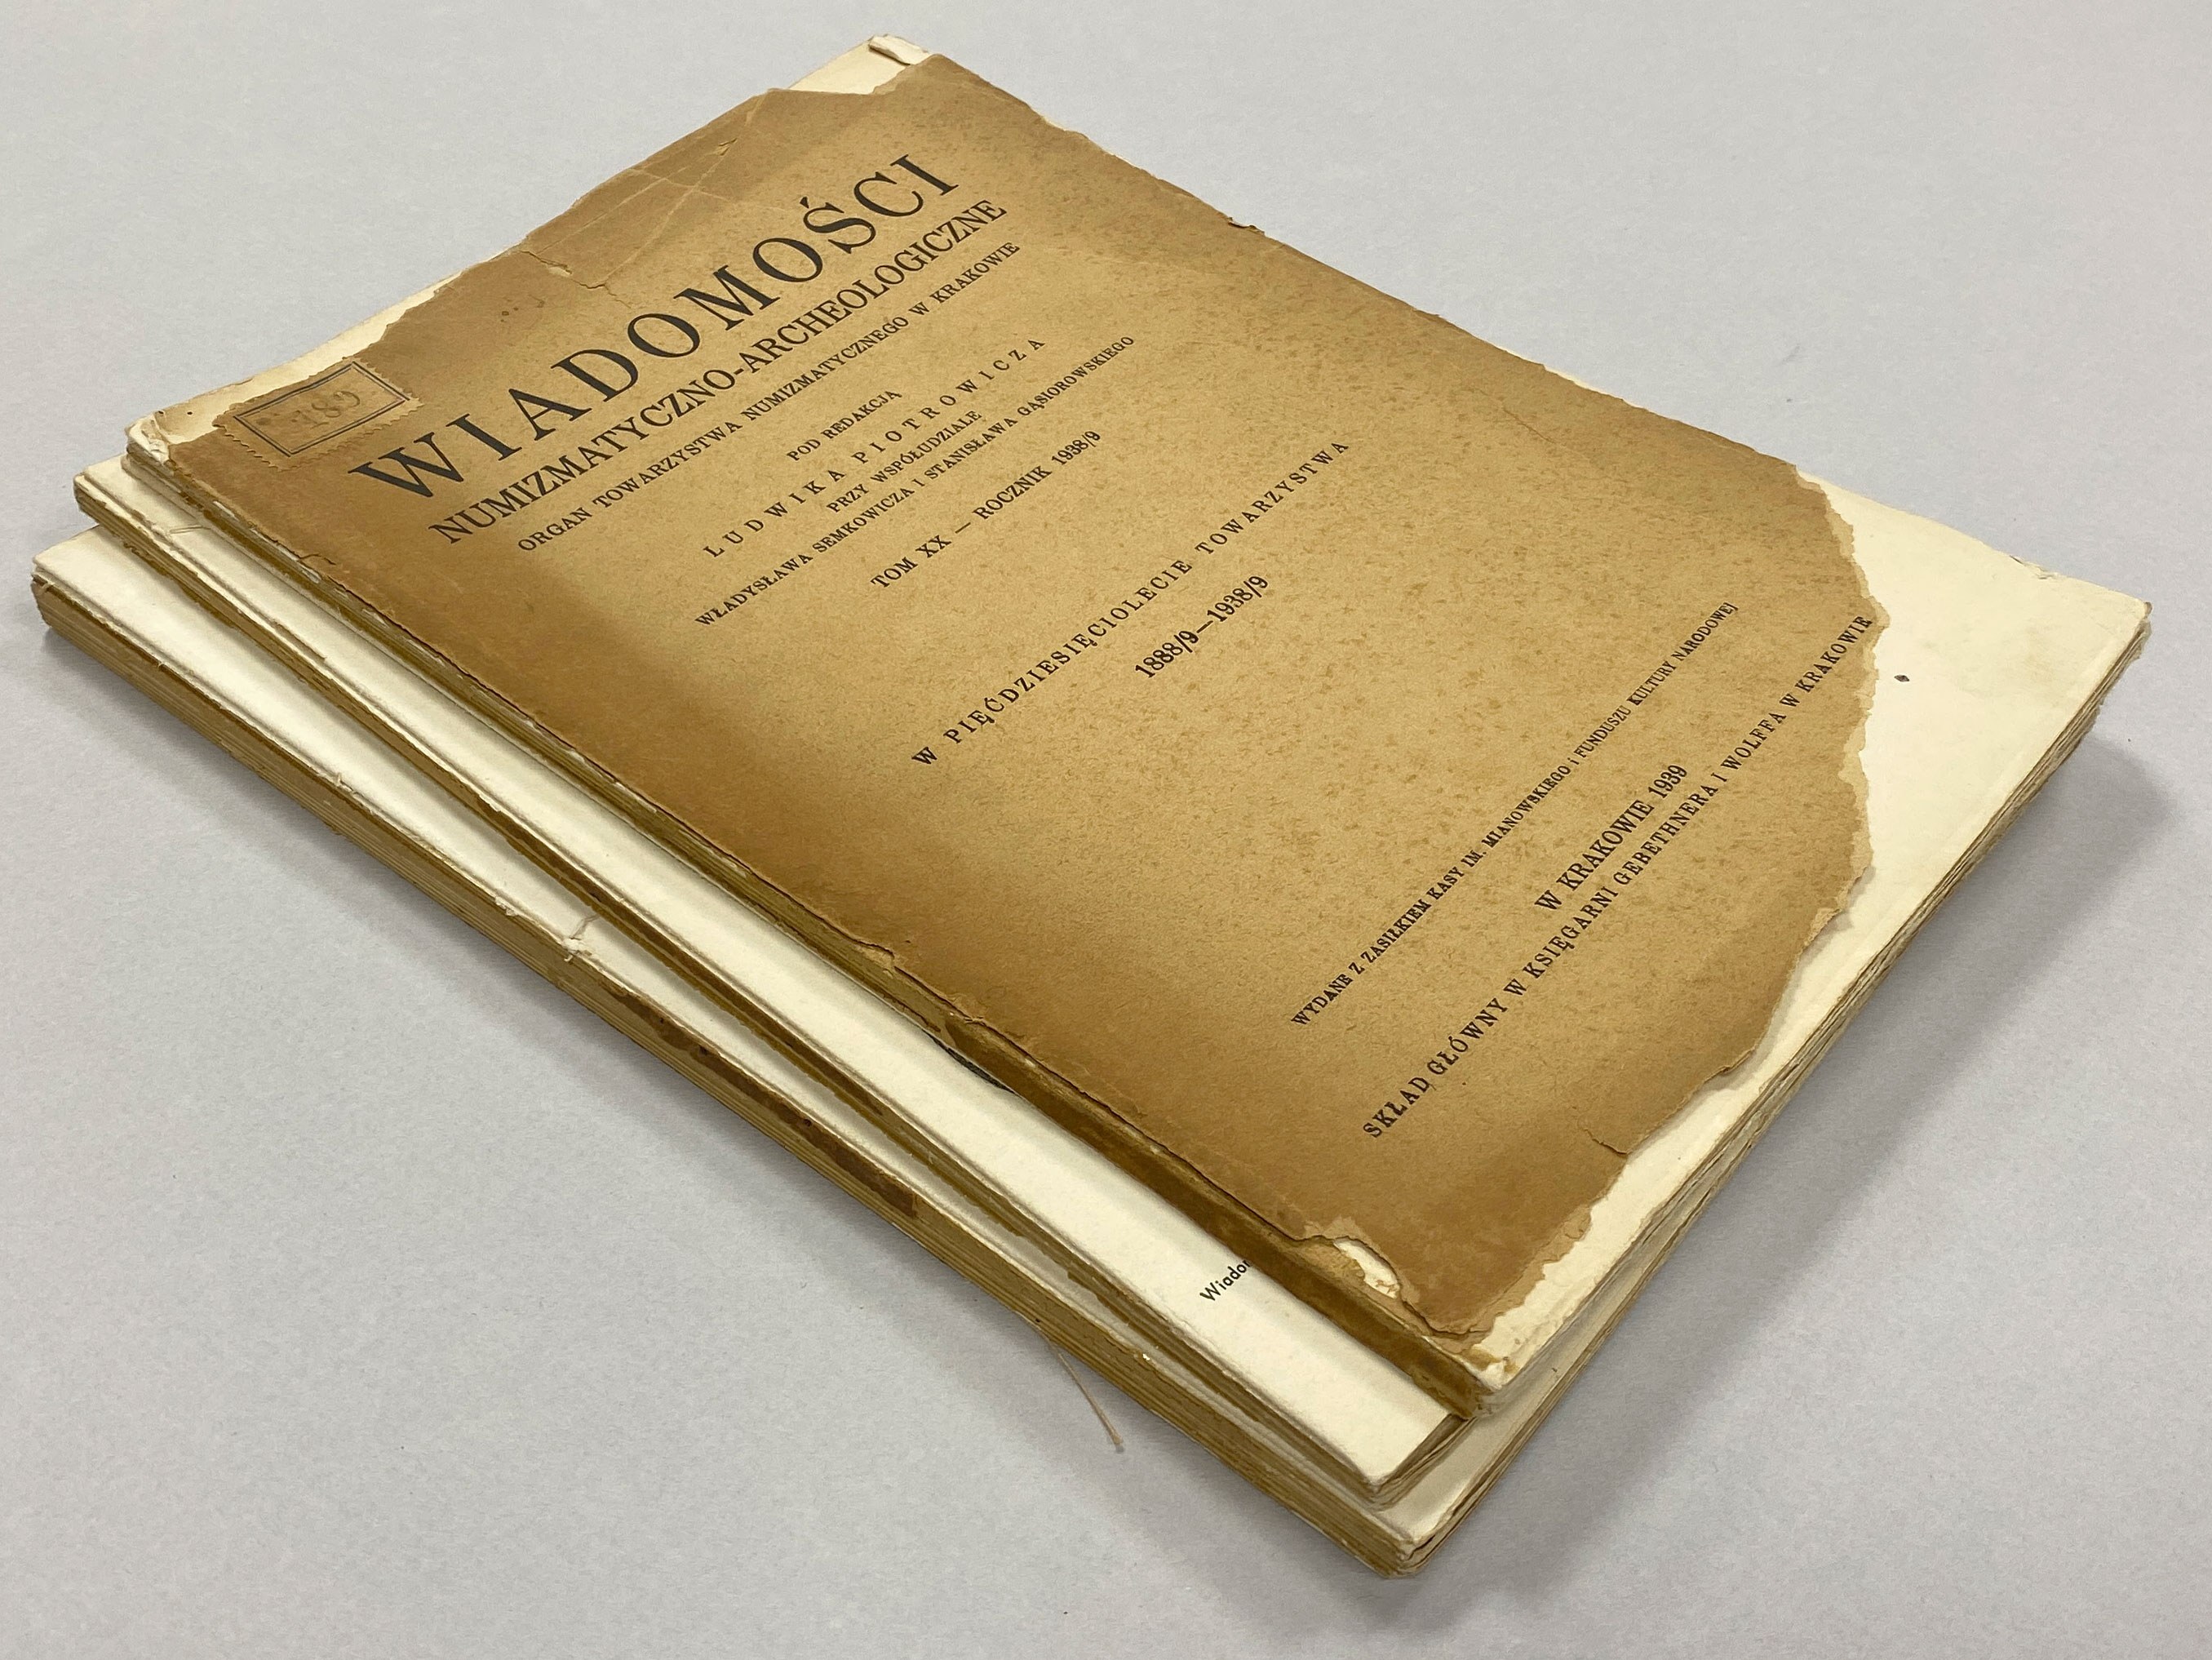 WIADOMOŚCI
NUMIZMATYCZNO-ARCHEOLOGICZNE
ORGAN TOWARZYSTWA NUMIZMATYCZNEGO W KRAKOWIE
POD REDAKCJĄ
LUDWIKA PIOTROWICZA
PRZY WSPÓŁUDZIALE
WŁADYSŁAWA SEMKOWICZA I STANISŁAWA GĄSIOROWSKIEGO
TOM XX — ROCZNIK 1938/9
W PIĘĆDZIESIĘCIOLECIE TOWARZYSTWA
1888/9—1938/9
WYDANE Z ZASIŁKIEM KASY IM. MIANOWSKIEGO i FUNDUSZU KULTURY NARODOWEJ
W KRAKOWIE 1939
SKŁAD GŁÓWNY W KSIĘGARNI GEBETHNERA I WOLFFA W KRAKOWIE
Wiado